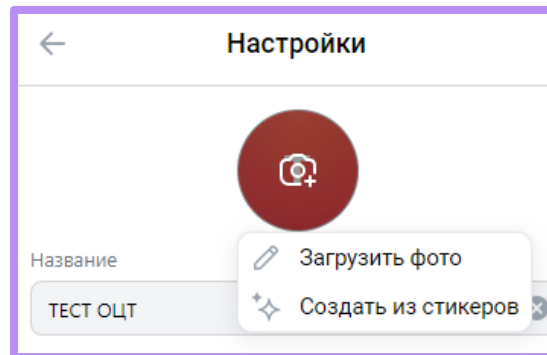 Настройки
Загрузить фото
Название
Создать из стикеров
ТЕСТ ОЦТ